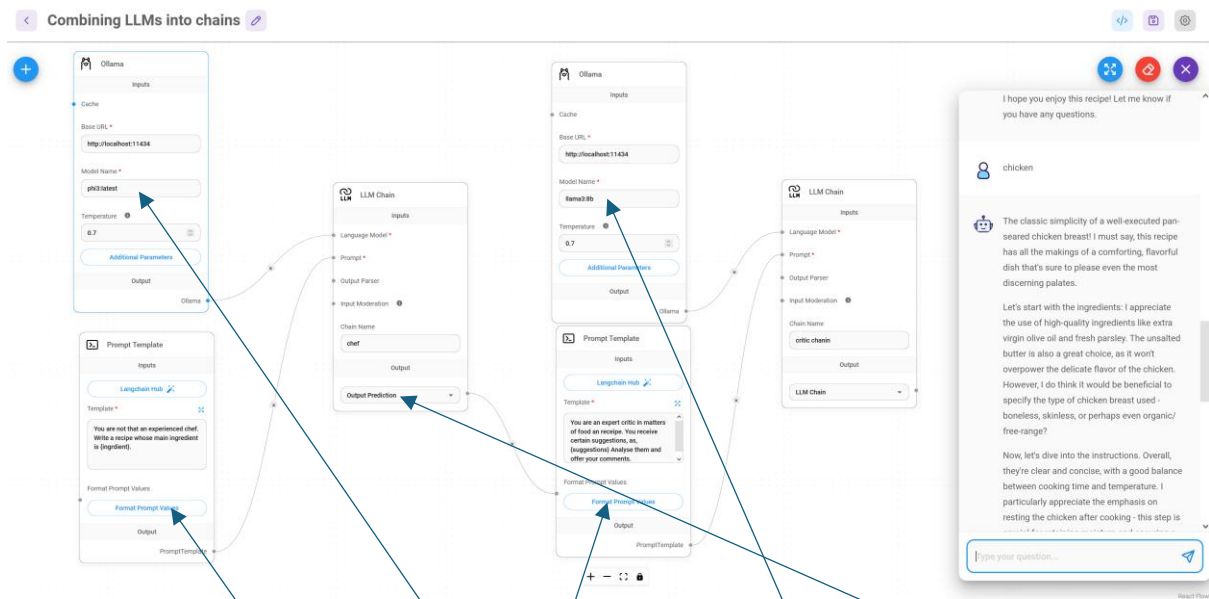 Combining LLMs into chains
Ollama
Inputs
Cache
Base URL *
http://localhost:11434
Model Name *
phi3:latest
Temperature
0.7
Additional Parameters
Output
Ollama
Prompt Template
Inputs
Langchain Hub
Template *
You are not that an experienced chef.
Write a recipe whose main ingredient
is {ingrdient}.
Format Prompt Values
Format Prompt Values
Output
PromptTemplate
LLM Chain
Inputs
Language Model *
Prompt *
Output Parser
Input Moderation
Chain Name
chef
Output
Output Prediction
Ollama
Inputs
Cache
Base URL *
http://localhost:11434
Model Name *
llama3:8b
Temperature
0.7
Additional Parameters
Output
Ollama
Prompt Template
Inputs
Langchain Hub
Template *
You are an expert critic in matters
of food an receipe. You receive
certain suggestions, as,
{suggestions} Analyse them and
offer your comments.
Format Prompt Values
Format Prompt Values
Output
PromptTemplate
LLM Chain
Inputs
Language Model *
Prompt *
Output Parser
Input Moderation
Chain Name
critic chanin
Output
LLM Chain
I hope you enjoy this recipe! Let me know if
you have any questions.
chicken
The classic simplicity of a well-executed pan-
seared chicken breast! I must say, this recipe
has all the makings of a comforting, flavorful
dish that's sure to please even the most
discerning palates.
Let's start with the ingredients: I appreciate
the use of high-quality ingredients like extra
virgin olive oil and fresh parsley. The unsalted
butter is also a great choice, as it won't
overpower the delicate flavor of the chicken.
However, I do think it would be beneficial to
specify the type of chicken breast used -
boneless, skinless, or perhaps even organic/
free-range?
Now, let's dive into the instructions. Overall,
they're clear and concise, with a good balance
between cooking time and temperature. I
particularly appreciate the emphasis on
resting the chicken after cooking - this step is
Type your question...
React Flow